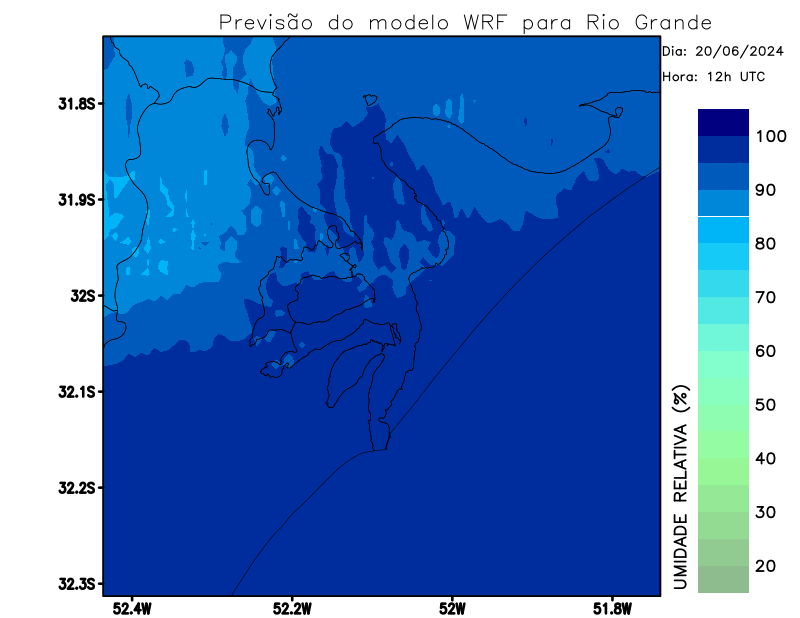 Previsão do modelo WRF para Rio Grande
Dia: 20/06/2024
Hora: 12h UTC
31.8S
31.9S
32S
32.1S
32.2S
32.3S
52.4W
52.2W
52W
51.8W
UMIDADE RELATIVA (%)
100
90
80
70
60
50
40
30
20